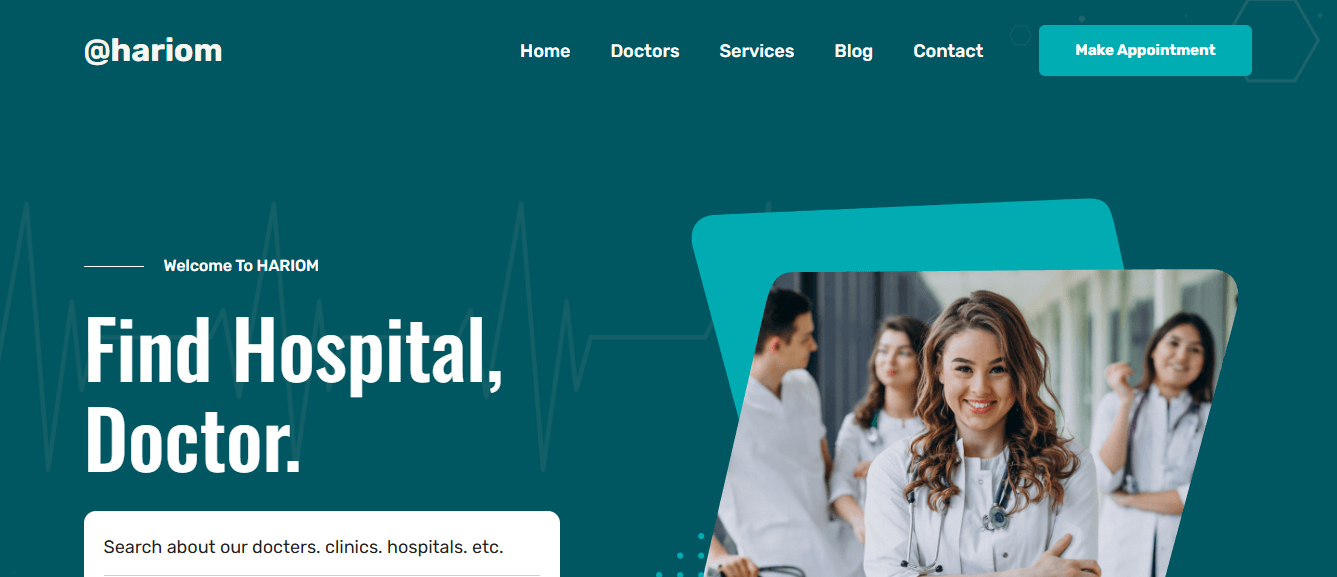 @hariom
Home Doctors Services Blog Contact Make Appointment
Welcome To HARIOM
Find Hospital,
Doctor.
Search about our docters. clinics. hospitals. etc.